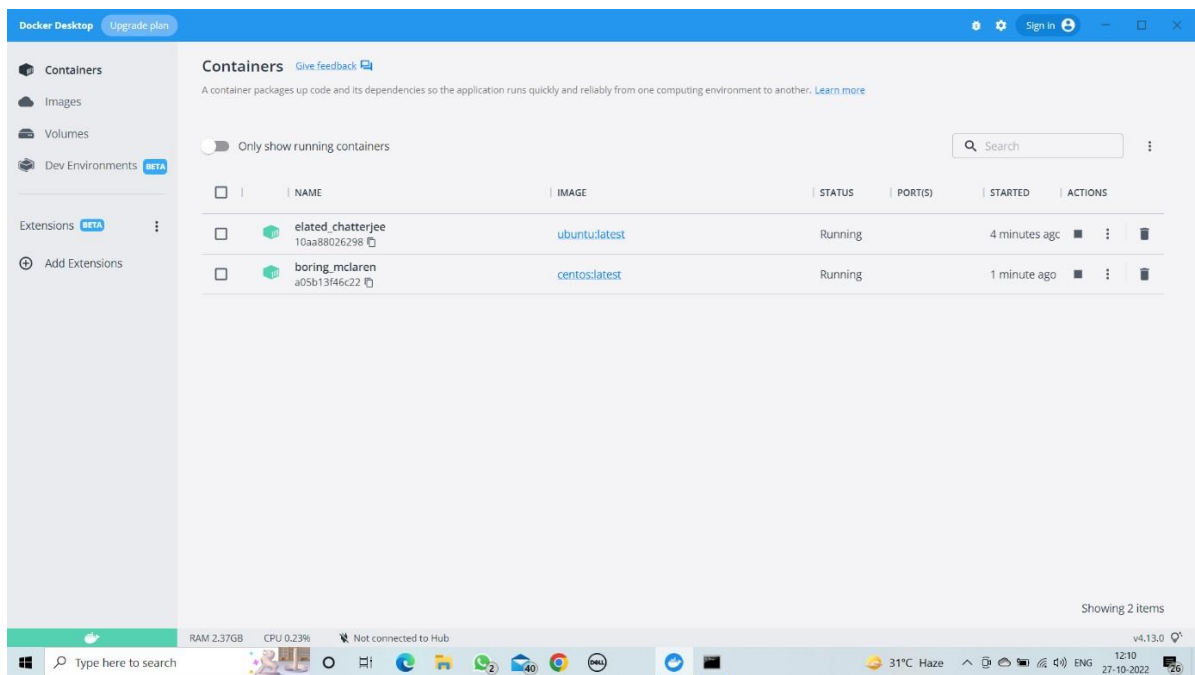 Docker Desktop Upgrade plan Sign in
Containers
Images
Volumes
Dev Environments BETA
Extensions BETA
Add Extensions
Containers Give feedback
A container packages up code and its dependencies so the application runs quickly and reliably from one computing environment to another. Learn more
Only show running containers Search
NAME IMAGE STATUS PORT(S) STARTED ACTIONS
elated_chatterjee ubuntu:latest Running 4 minutes agc
10aa88026298
boring_mclaren centos:latest Running 1 minute ago
a05b13f46c22
Showing 2 items
RAM 2.37GB CPU 0.23% Not connected to Hub v4.13.0
Type here to search 2 40 DELL 31°C Haze ENG 12:10
27-10-2022 26